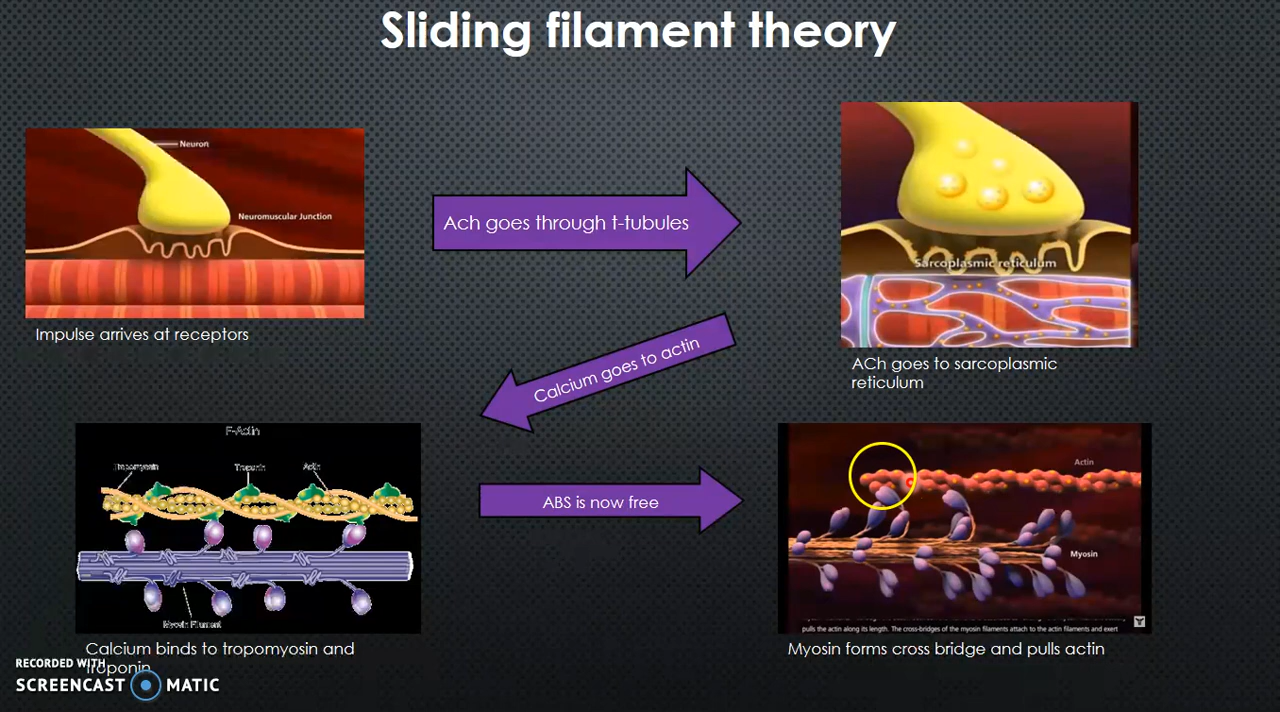 Sliding filament theory
Neuron
Neuromuscular Junction
Impulse arrives at receptors
Ach goes through t-tubules
Sarcoplasmic reticulum
ACh goes to sarcoplasmic
reticulum
Calcium goes to actin
F-Actin
Tropomyosin
Troponin
Actin
Myosin Filament
Calcium binds to tropomyosin and
troponin
ABS is now free
Actin
Myosin
pulls the actin along its length. The cross-bridges of the myosin filaments attach to the actin filaments and exert
Y
Myosin forms cross bridge and pulls actin
RECORDED WITH
SCREENCAST MATIC